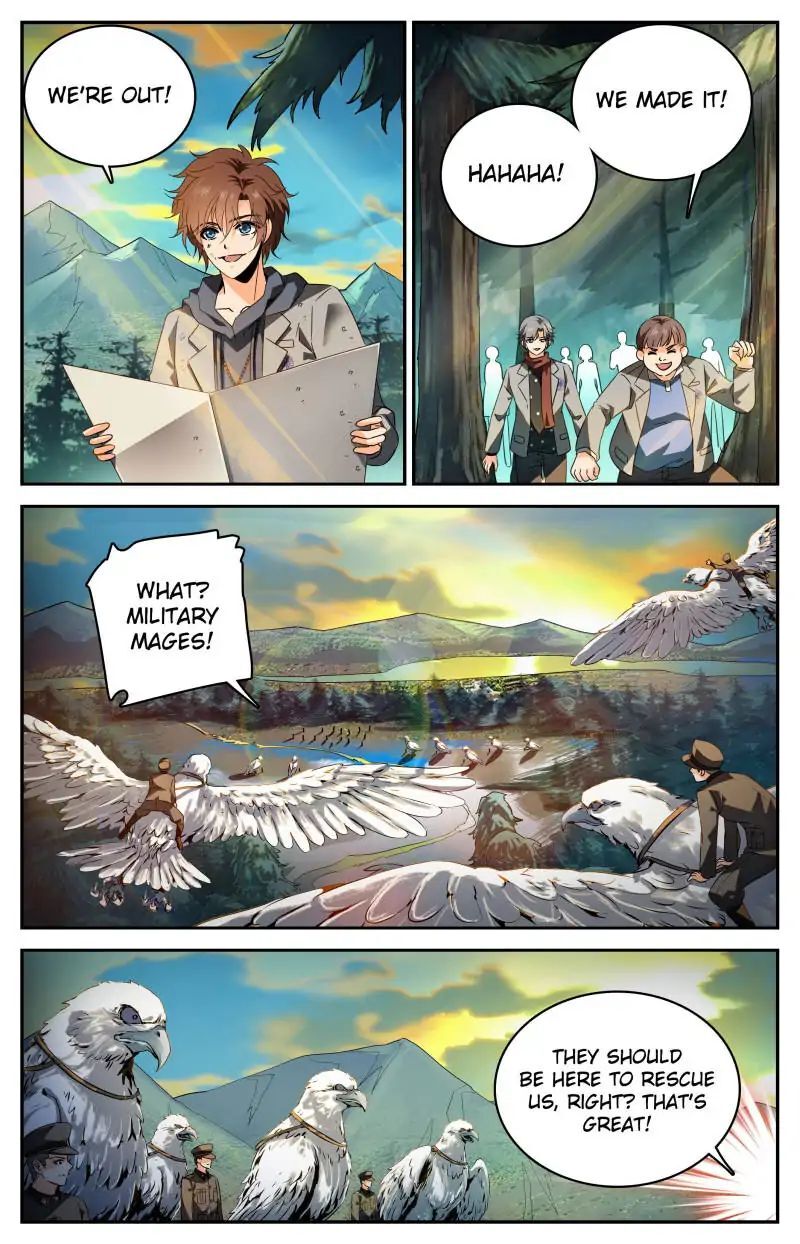 WE'RE OUT!
WE MADE IT!
HAHAHA!
WHAT?
MILITARY
MAGES!
THEY SHOULD
BE HERE TO RESCUE
US, RIGHT? THAT'S
GREAT!